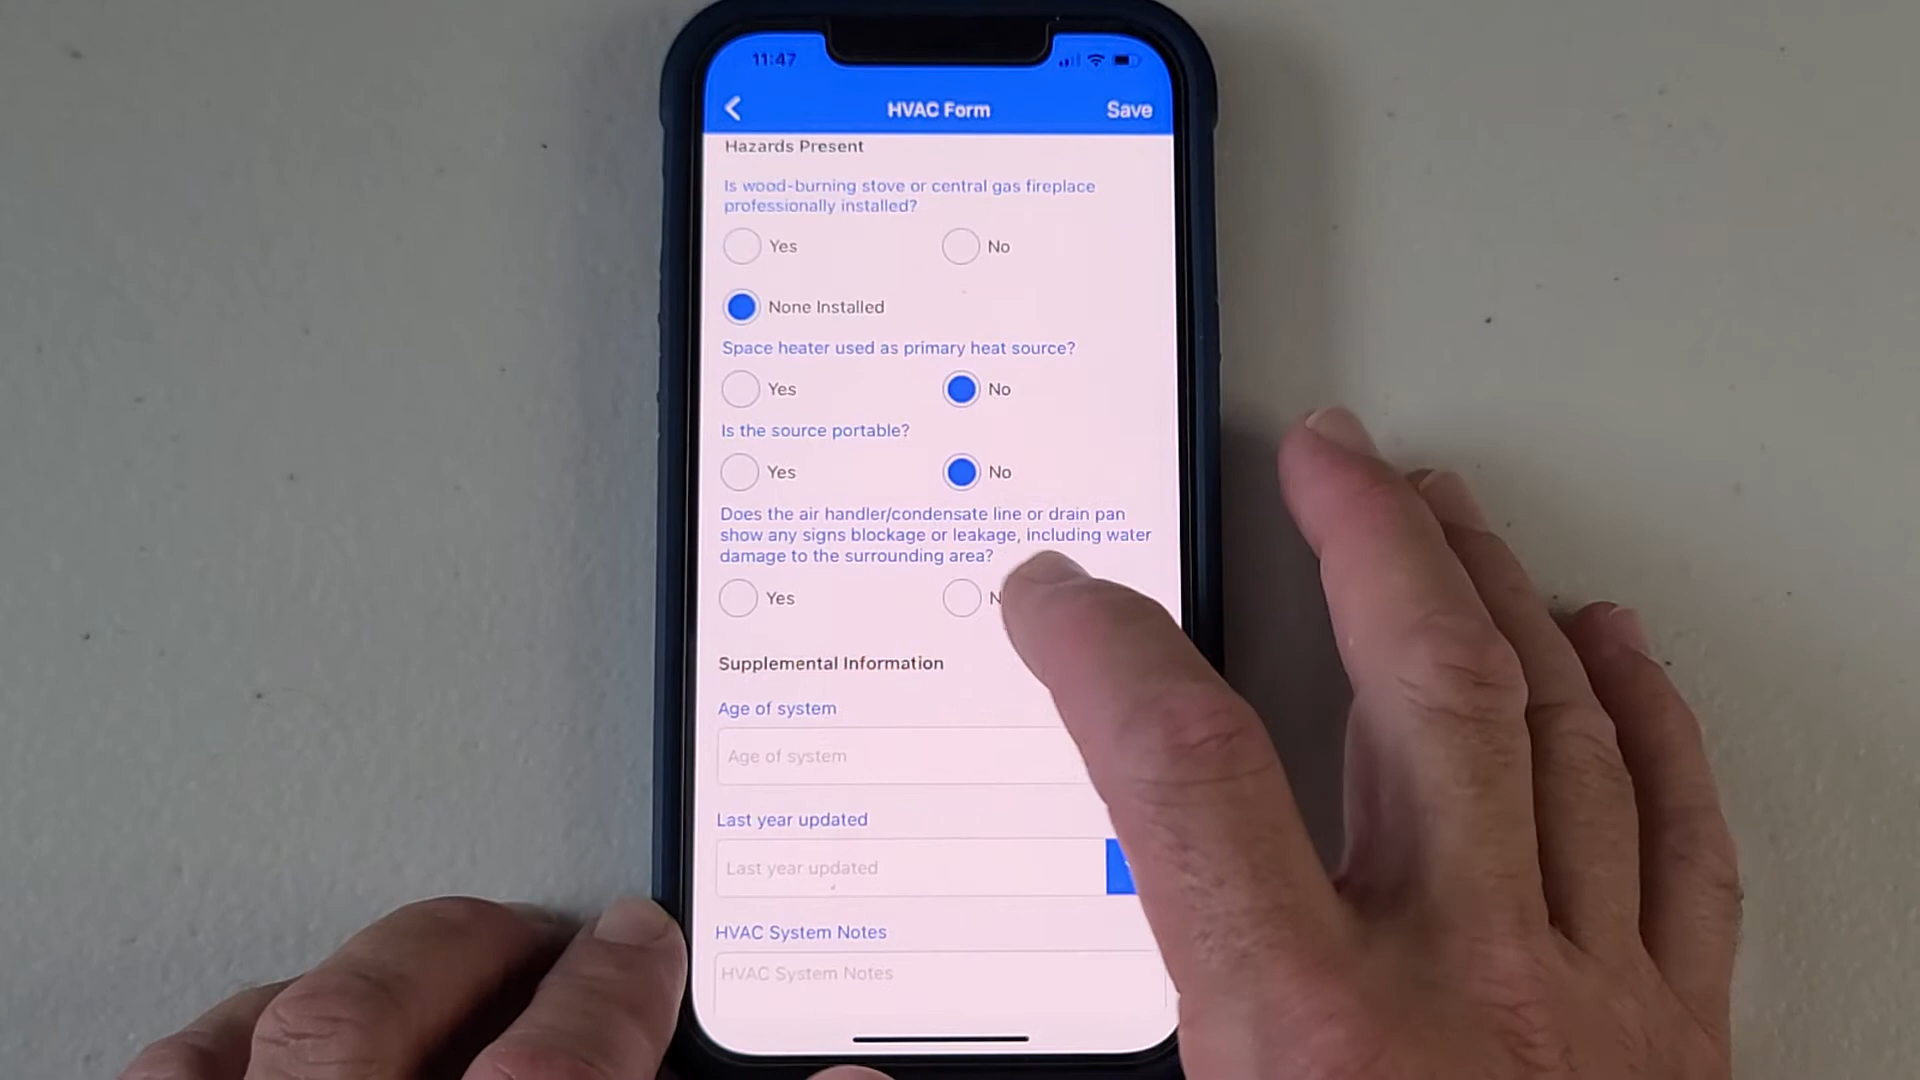 11:47
HVAC Form
Save
Hazards Present
Is wood-burning stove or central gas fireplace
professionally installed?
Yes
No
None Installed
Space heater used as primary heat source?
Yes
No
Is the source portable?
Yes
No
Does the air handler/condensate line or drain pan
show any signs blockage or leakage, including water
damage to the surrounding area?
Yes
Supplemental Information
Age of system
Age of system
Last year updated
Last year updated
HVAC System Notes
HVAC System Notes